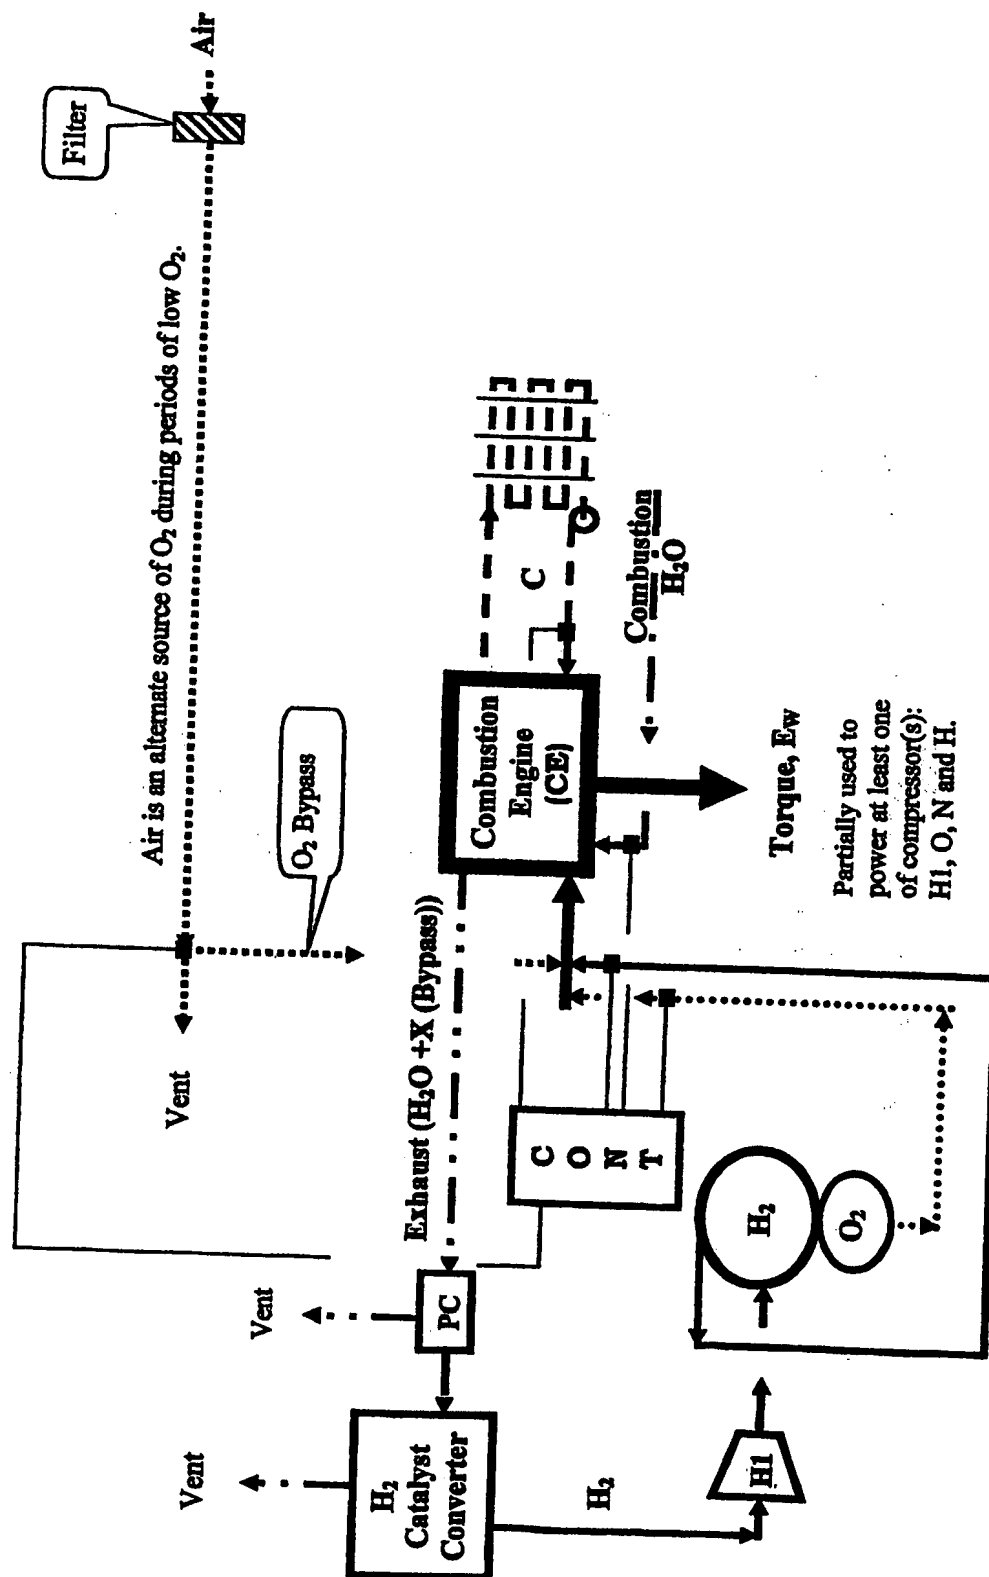 Air
Filter
Air is an alternate source of O₂ during periods of low O₂.
O₂ Bypass
Vent
Exhaust (H₂O +X (Bypass))
Combustion
Engine
(CE)
C
Combustion
H₂O
Torque, Ew
Partially used to
power at least one
of compressor(s):
H1, O, N and H.
C
O
N
T
H₂
O₂
PC
Vent
Vent
H₂
Catalyst
Converter
H₂
H1